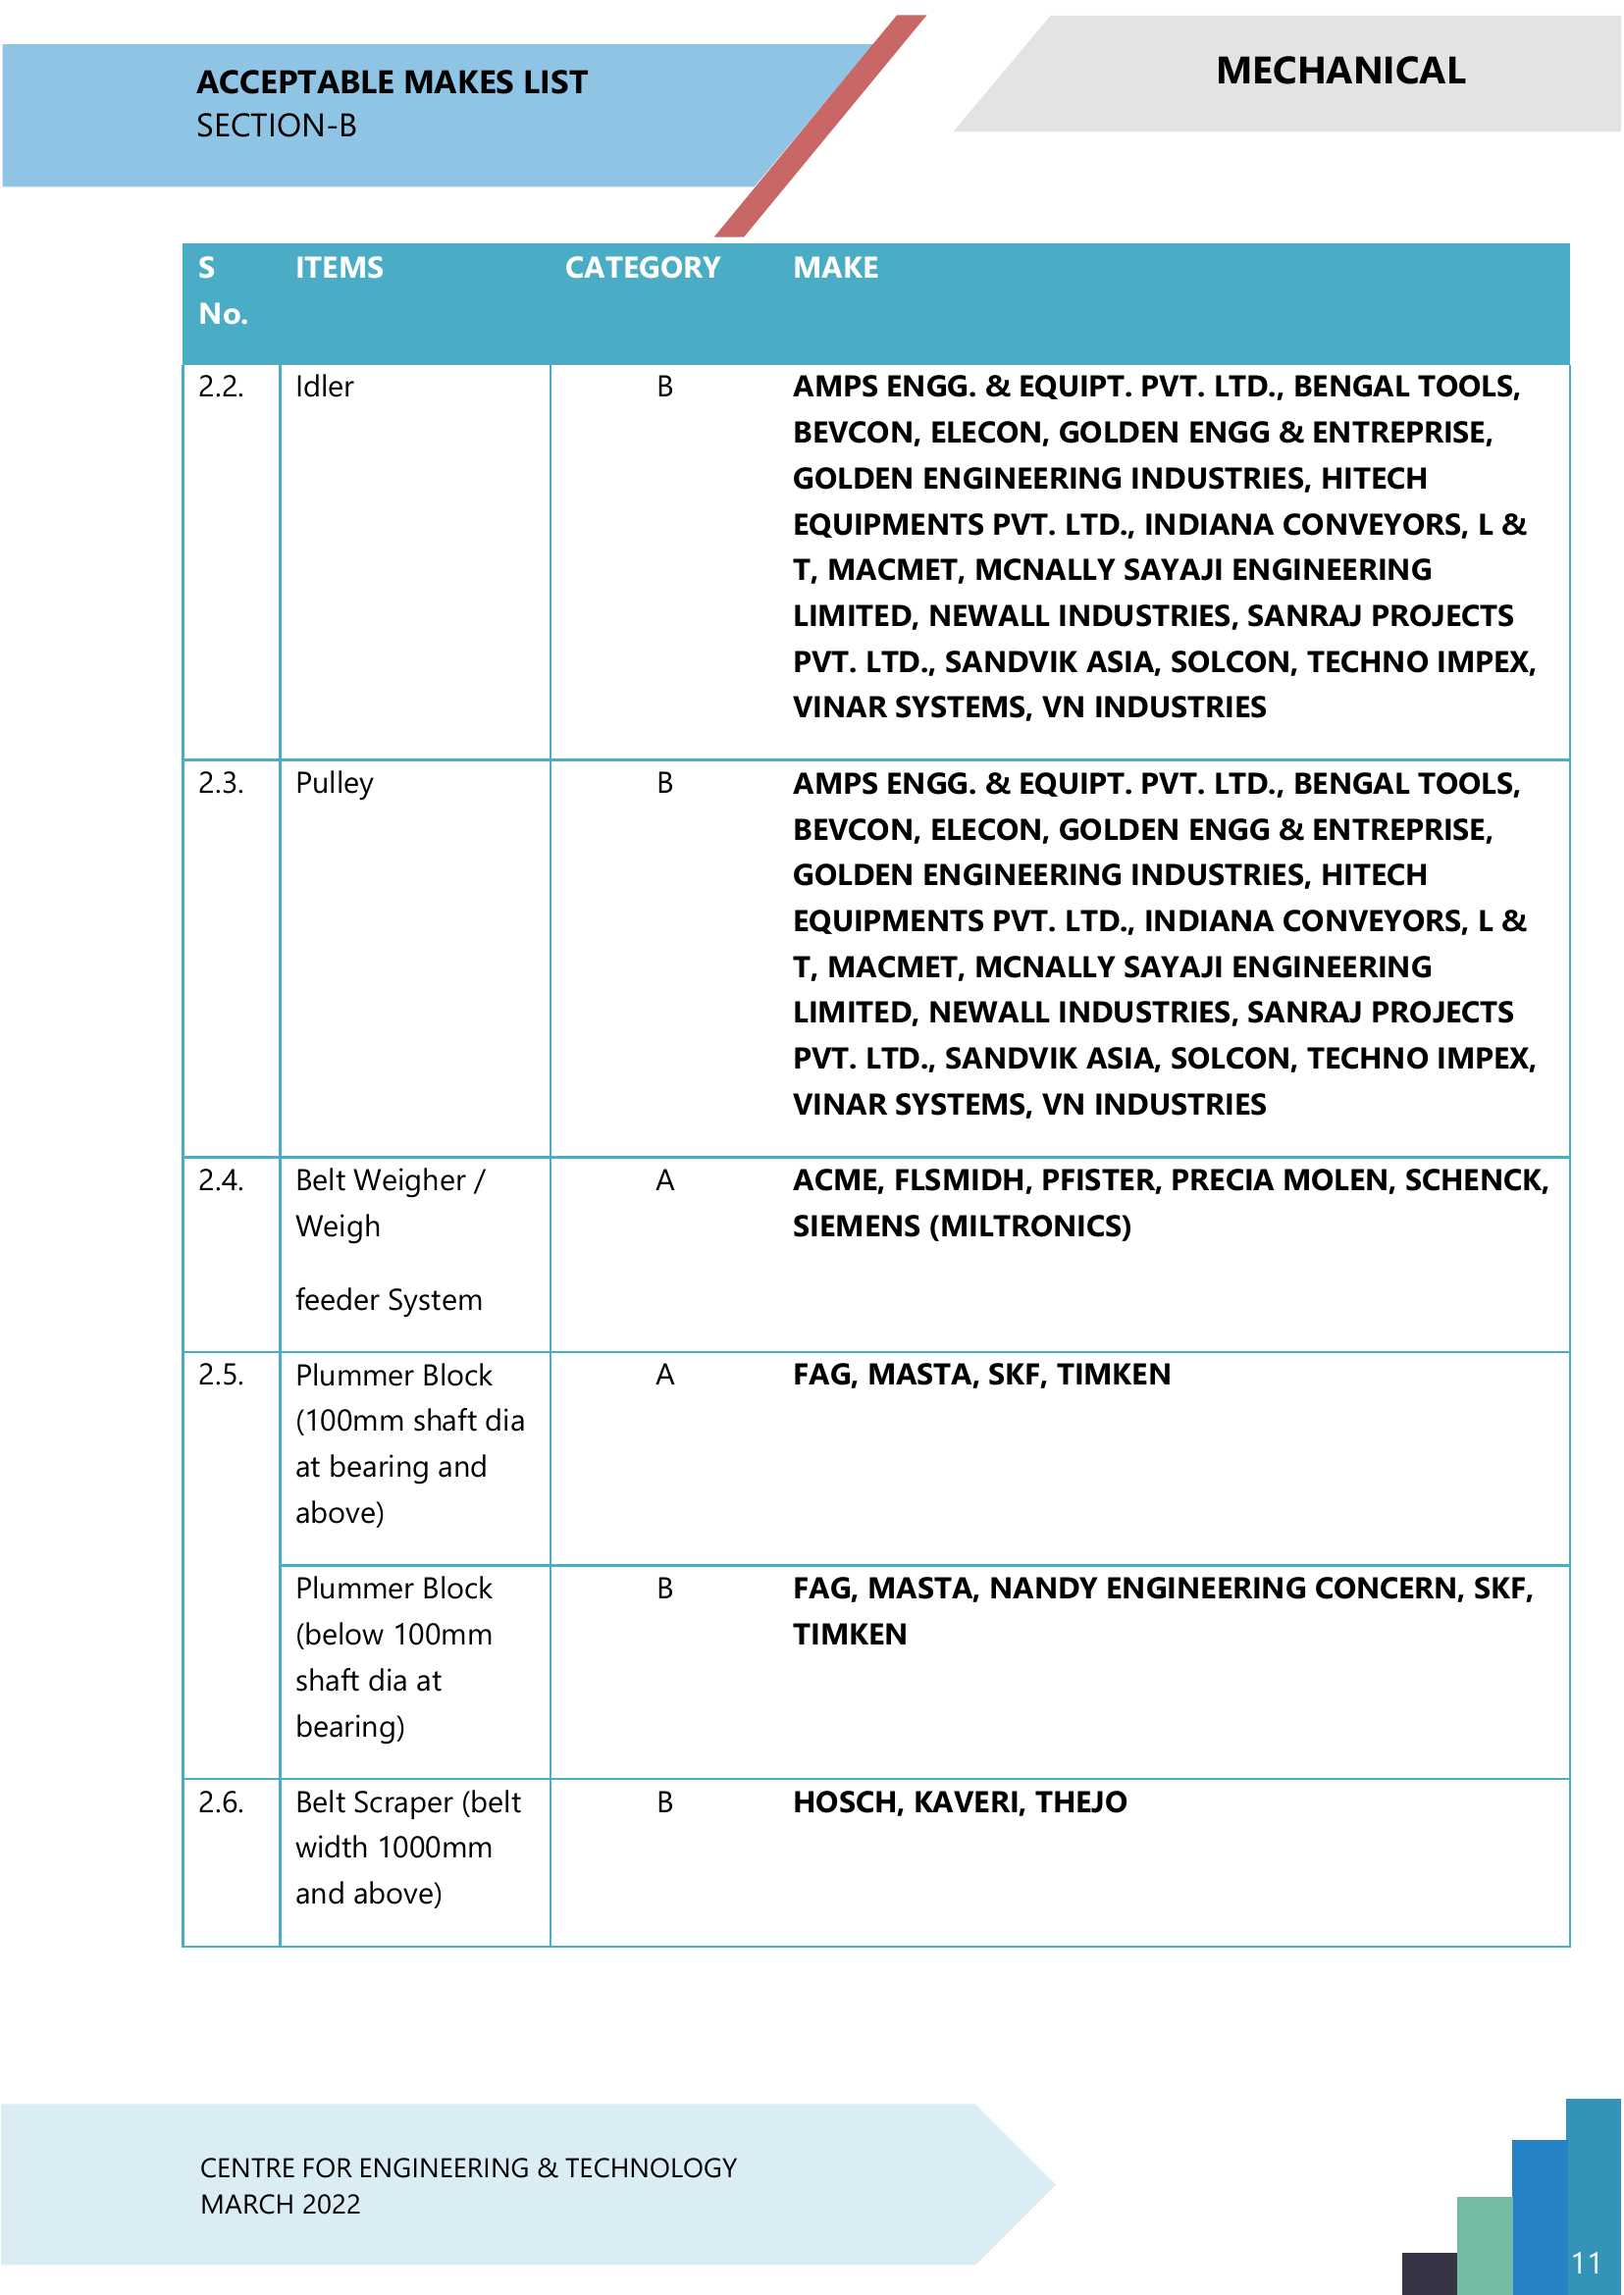 ACCEPTABLE MAKES LIST
SECTION-B
MECHANICAL
S No. ITEMS CATEGORY MAKE
2.2. Idler B AMPS ENGG. & EQUIPT. PVT. LTD., BENGAL TOOLS,
BEVCON, ELECON, GOLDEN ENGG & ENTREPRISE,
GOLDEN ENGINEERING INDUSTRIES, HITECH
EQUIPMENTS PVT. LTD., INDIANA CONVEYORS, L &
T, MACMET, MCNALLY SAYAJI ENGINEERING
LIMITED, NEWALL INDUSTRIES, SANRAJ PROJECTS
PVT. LTD., SANDVIK ASIA, SOLCON, TECHNO IMPEX,
VINAR SYSTEMS, VN INDUSTRIES
2.3. Pulley B AMPS ENGG. & EQUIPT. PVT. LTD., BENGAL TOOLS,
BEVCON, ELECON, GOLDEN ENGG & ENTREPRISE,
GOLDEN ENGINEERING INDUSTRIES, HITECH
EQUIPMENTS PVT. LTD., INDIANA CONVEYORS, L &
T, MACMET, MCNALLY SAYAJI ENGINEERING
LIMITED, NEWALL INDUSTRIES, SANRAJ PROJECTS
PVT. LTD., SANDVIK ASIA, SOLCON, TECHNO IMPEX,
VINAR SYSTEMS, VN INDUSTRIES
2.4. Belt Weigher / A ACME, FLSMIDH, PFISTER, PRECIA MOLEN, SCHENCK,
Weigh SIEMENS (MILTRONICS)
feeder System
2.5. Plummer Block A FAG, MASTA, SKF, TIMKEN
(100mm shaft dia
at bearing and
above)
Plummer Block B FAG, MASTA, NANDY ENGINEERING CONCERN, SKF,
(below 100mm TIMKEN
shaft dia at
bearing)
2.6. Belt Scraper (belt B HOSCH, KAVERI, THEJO
width 1000mm
and above)
CENTRE FOR ENGINEERING & TECHNOLOGY
MARCH 2022
11